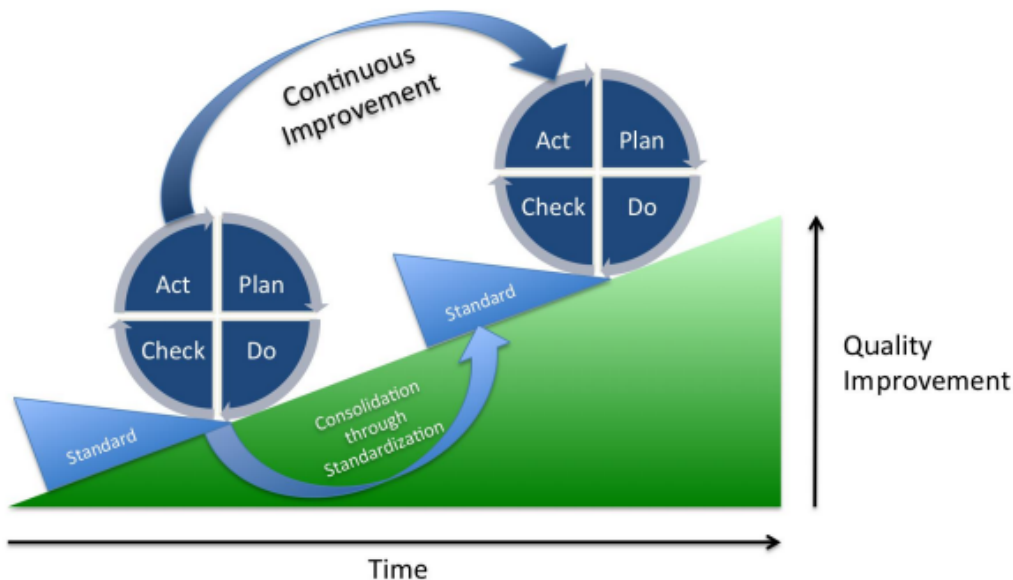 Continuous
Improvement
Act
Plan
Check
Do
Standard
Act
Plan
Check
Do
Standard
Consolidation
through
Standardization
Quality
Improvement
Time